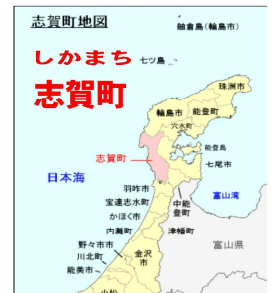 志賀町地図
舳倉島(輪島市)
しかまち
七ツ島
志賀町
珠洲市
輪島市
能登町
穴水町
能登島
志賀町
七尾市
日本海
富山湾
羽咋市
宝達志水町
中能
登町
かほく市
内灘町
津幡町
野々市市
金沢
市
富山県
川北町
能美市
小松